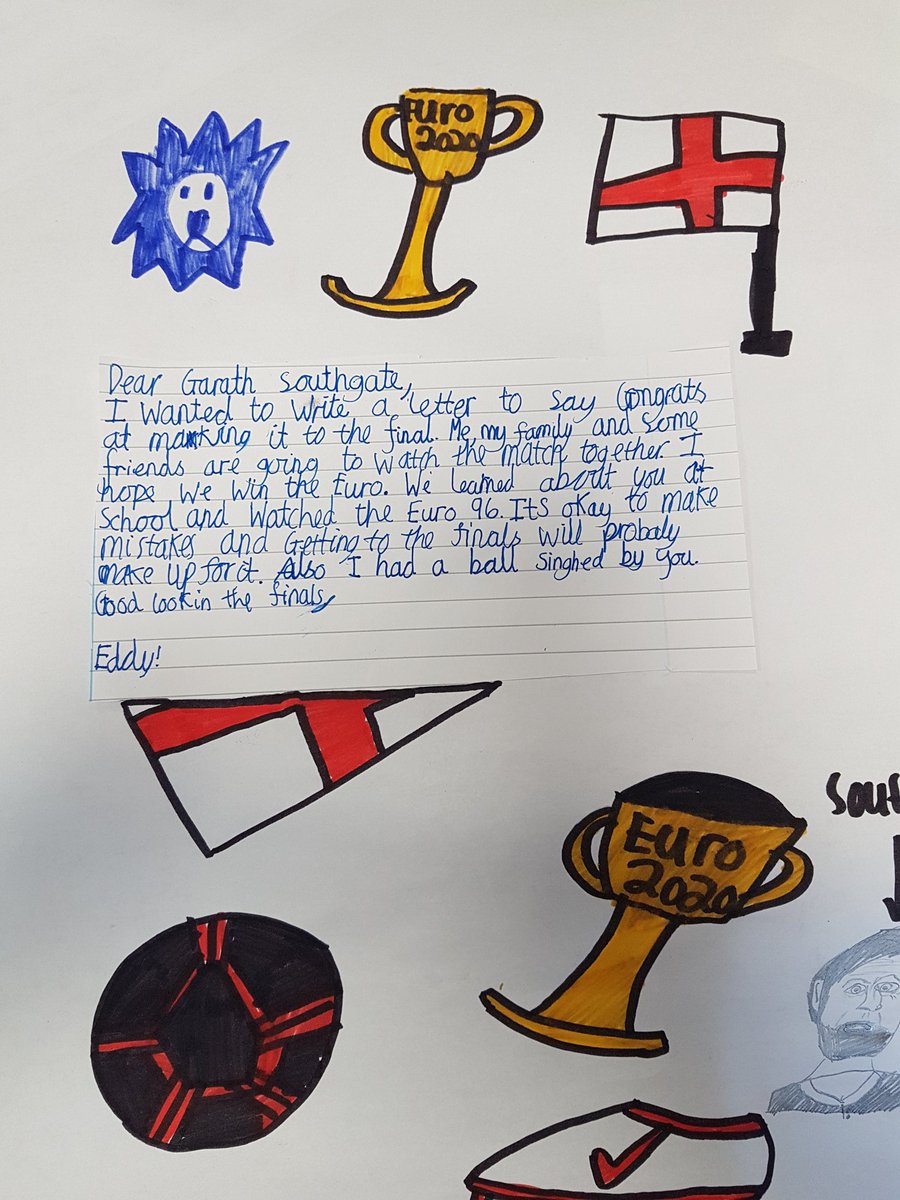 Euro
2020
Dear Garath Southgate,
I wanted to write a letter to say Congrats
at making it to the final. Me, my family and some
friends are going to watch the match together. I
hope we win the Euro. We learned about you at
School and watched the Euro 96. Its okay to make
mistakes and Getting to the finals will probaly
make up for it. Also I had a ball singhed by you.
Good look in the finals
Eddy!
Euro
2020
Sout